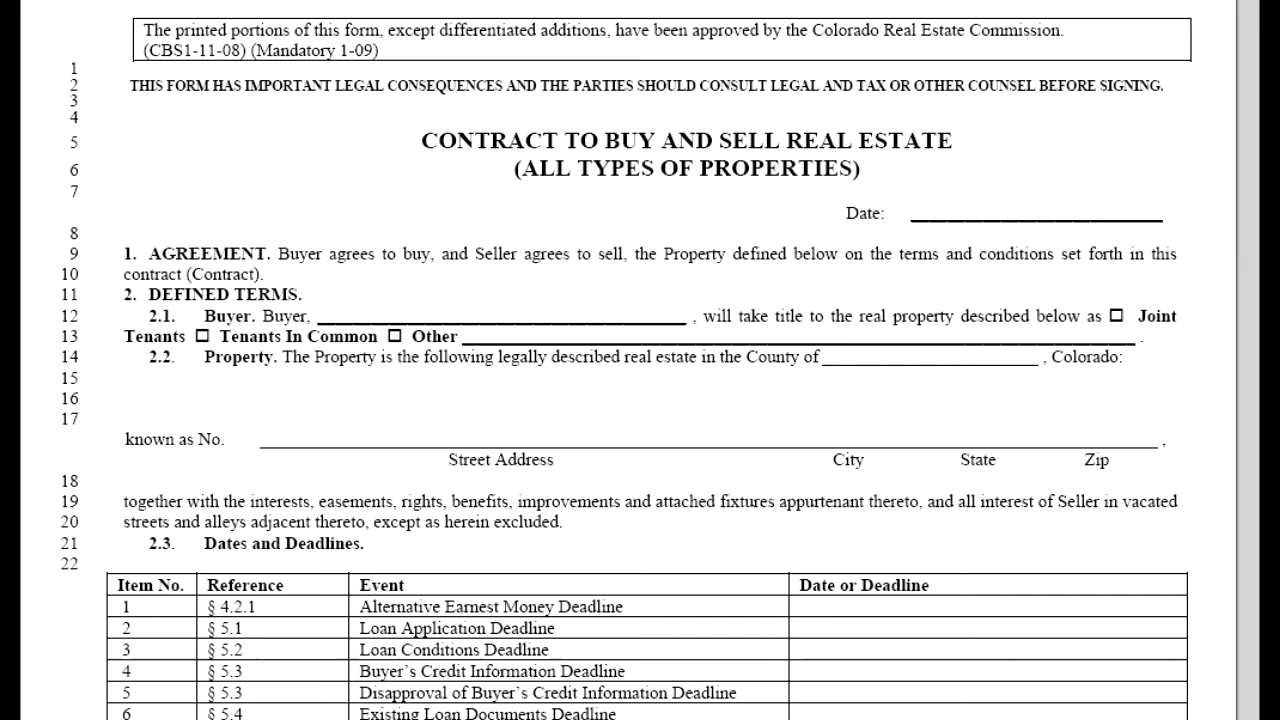 The printed portions of this form, except differentiated additions, have been approved by the Colorado Real Estate Commission.
(CBS1-11-08) (Mandatory 1-09)
1
2 THIS FORM HAS IMPORTANT LEGAL CONSEQUENCES AND THE PARTIES SHOULD CONSULT LEGAL AND TAX OR OTHER COUNSEL BEFORE SIGNING.
3
4
5 CONTRACT TO BUY AND SELL REAL ESTATE
6 (ALL TYPES OF PROPERTIES)
7
Date:
8
9 1. AGREEMENT. Buyer agrees to buy, and Seller agrees to sell, the Property defined below on the terms and conditions set forth in this
10 contract (Contract).
11 2. DEFINED TERMS.
12 2.1. Buyer. Buyer, , will take title to the real property described below as ☐ Joint
13 Tenants ☐ Tenants In Common ☐ Other .
14 2.2. Property. The Property is the following legally described real estate in the County of , Colorado:
15
16
17
known as No. ,
Street Address City State Zip
18
19 together with the interests, easements, rights, benefits, improvements and attached fixtures appurtenant thereto, and all interest of Seller in vacated
20 streets and alleys adjacent thereto, except as herein excluded.
21 2.3. Dates and Deadlines.
22
Item No. Reference Event Date or Deadline
1 § 4.2.1 Alternative Earnest Money Deadline
2 § 5.1 Loan Application Deadline
3 § 5.2 Loan Conditions Deadline
4 § 5.3 Buyer's Credit Information Deadline
5 § 5.3 Disapproval of Buyer's Credit Information Deadline
6 § 5.4 Existing Loan Documents Deadline